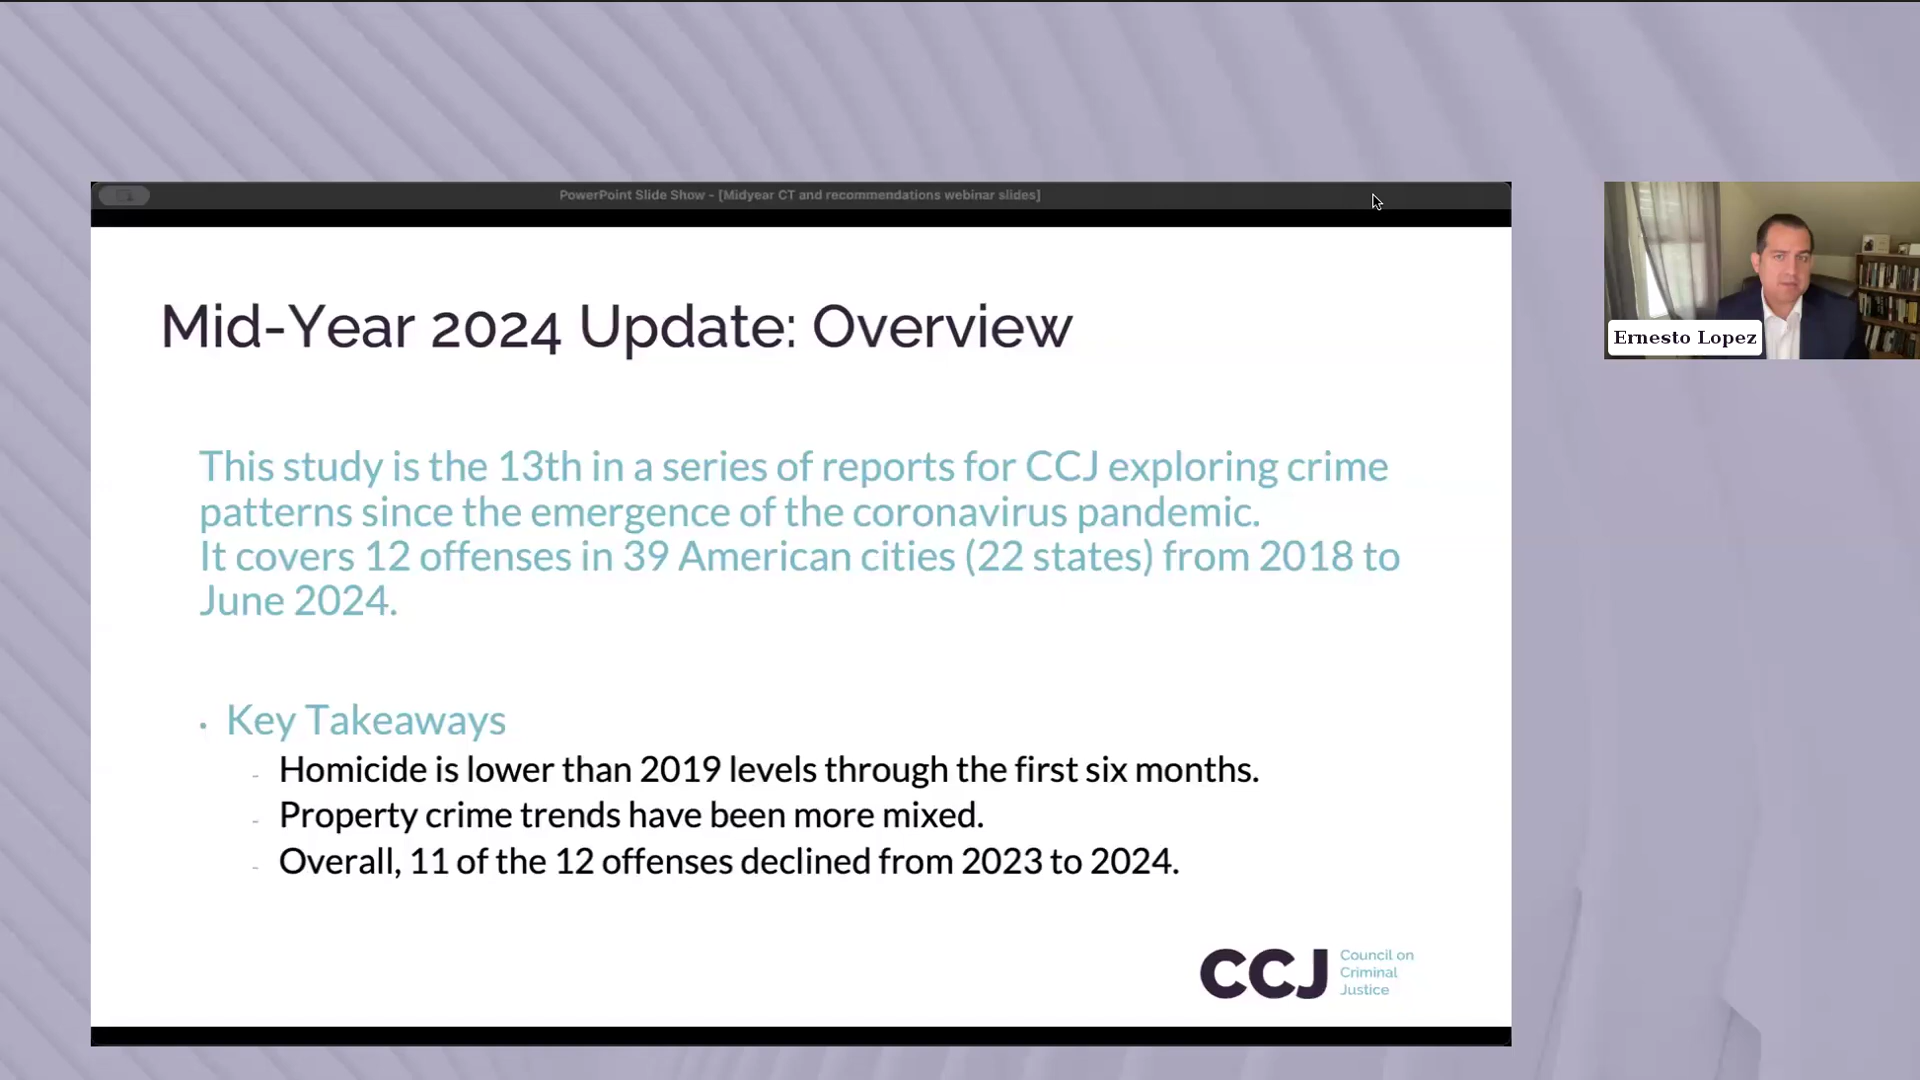 PowerPoint Slide Show - [Midyear CT and recommendations webinar slides]
Mid-Year 2024 Update: Overview
This study is the 13th in a series of reports for CCJ exploring crime
patterns since the emergence of the coronavirus pandemic.
It covers 12 offenses in 39 American cities (22 states) from 2018 to
June 2024.
• Key Takeaways
- Homicide is lower than 2019 levels through the first six months.
- Property crime trends have been more mixed.
- Overall, 11 of the 12 offenses declined from 2023 to 2024.
CCJ
Council on
Criminal
Justice
Ernesto Lopez